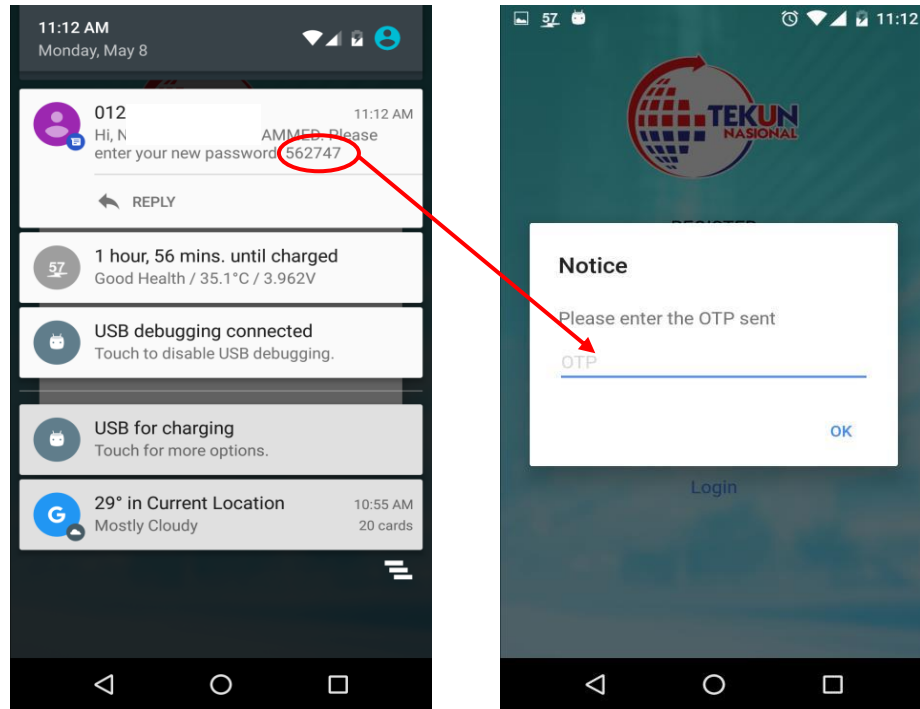 11:12 AM
Monday, May 8
012
11:12 AM
Hi, N AMMED. Please
enter your new password 562747
REPLY
57
1 hour, 56 mins. until charged
Good Health / 35.1°C / 3.962V
USB debugging connected
Touch to disable USB debugging.
USB for charging
Touch for more options.
G
29° in Current Location
10:55 AM
Mostly Cloudy
20 cards
57
11:12
TEKUN
NASIONAL
REGISTER
Notice
Please enter the OTP sent
OTP
OK
Login